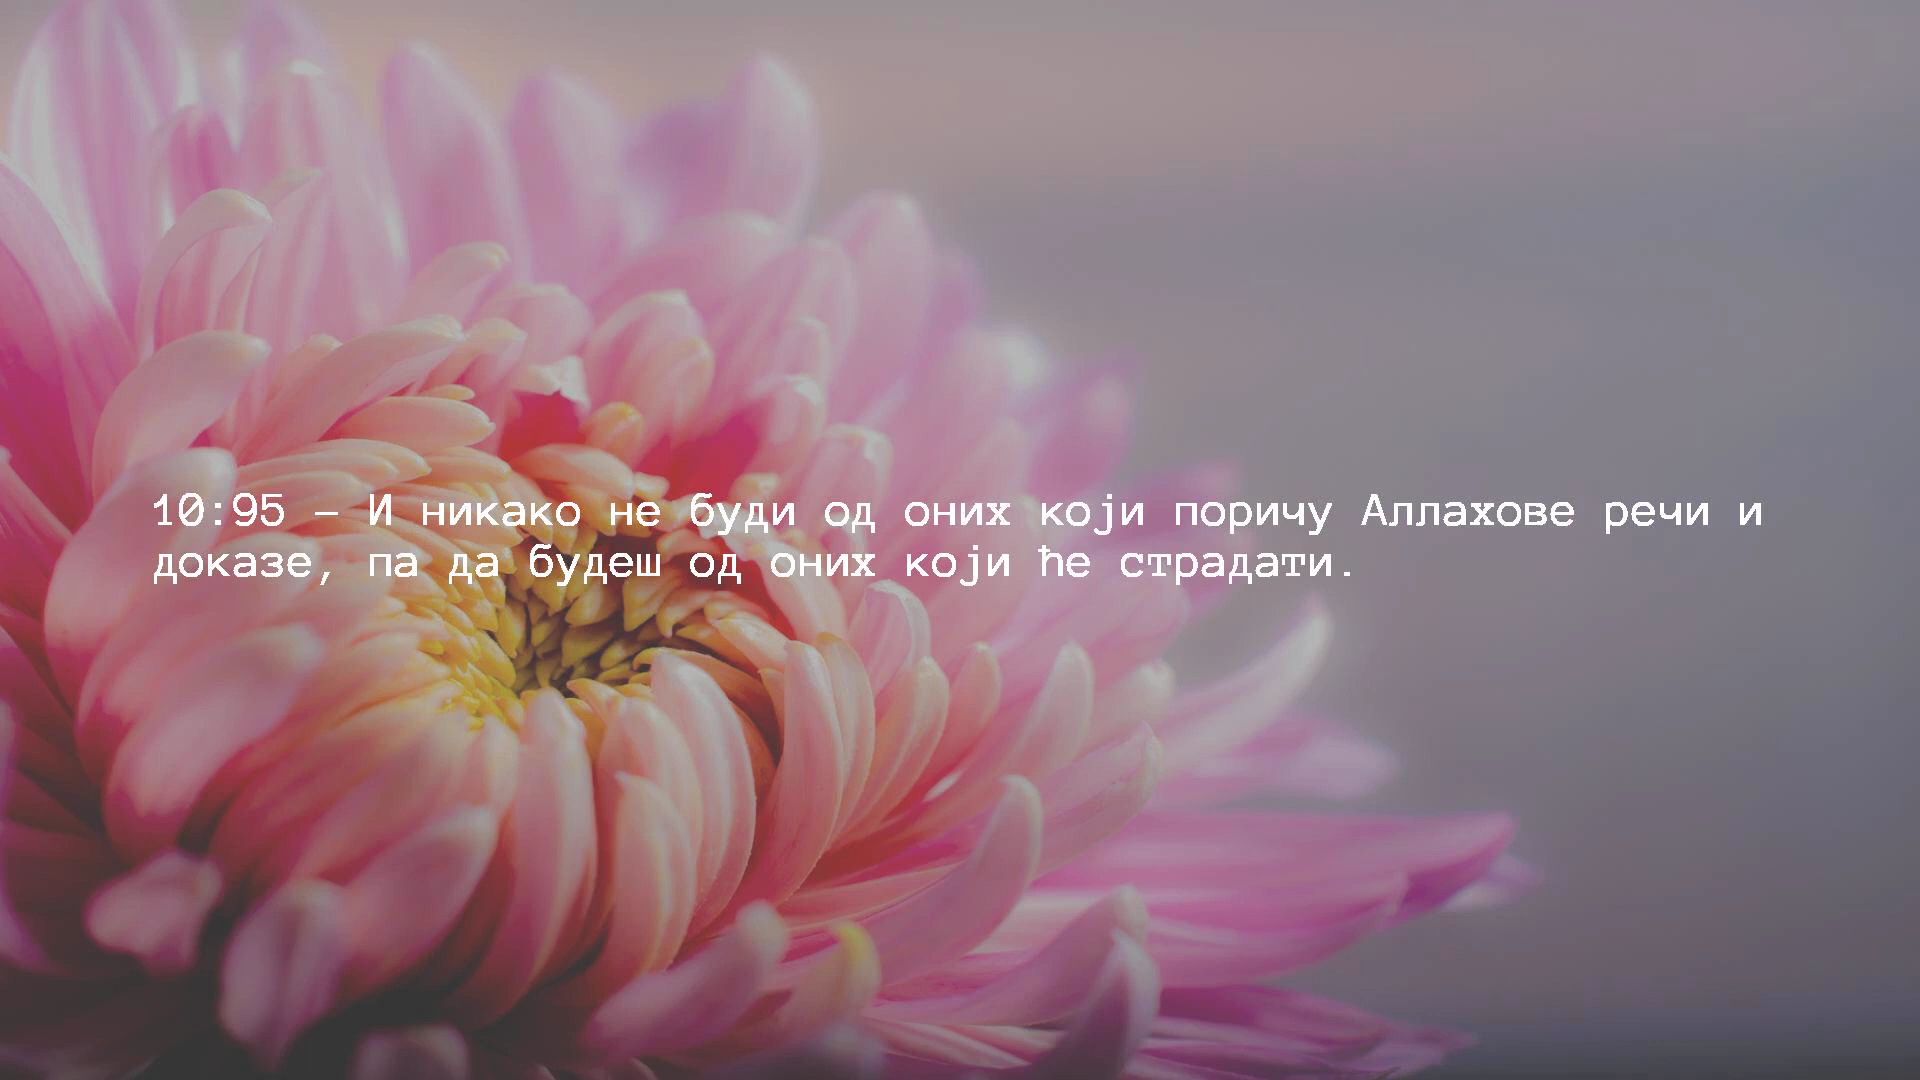 10:95 – И никако не буди од оних који поричу Аллахове речи и
доказе, па да будеш од оних који ће страдати.